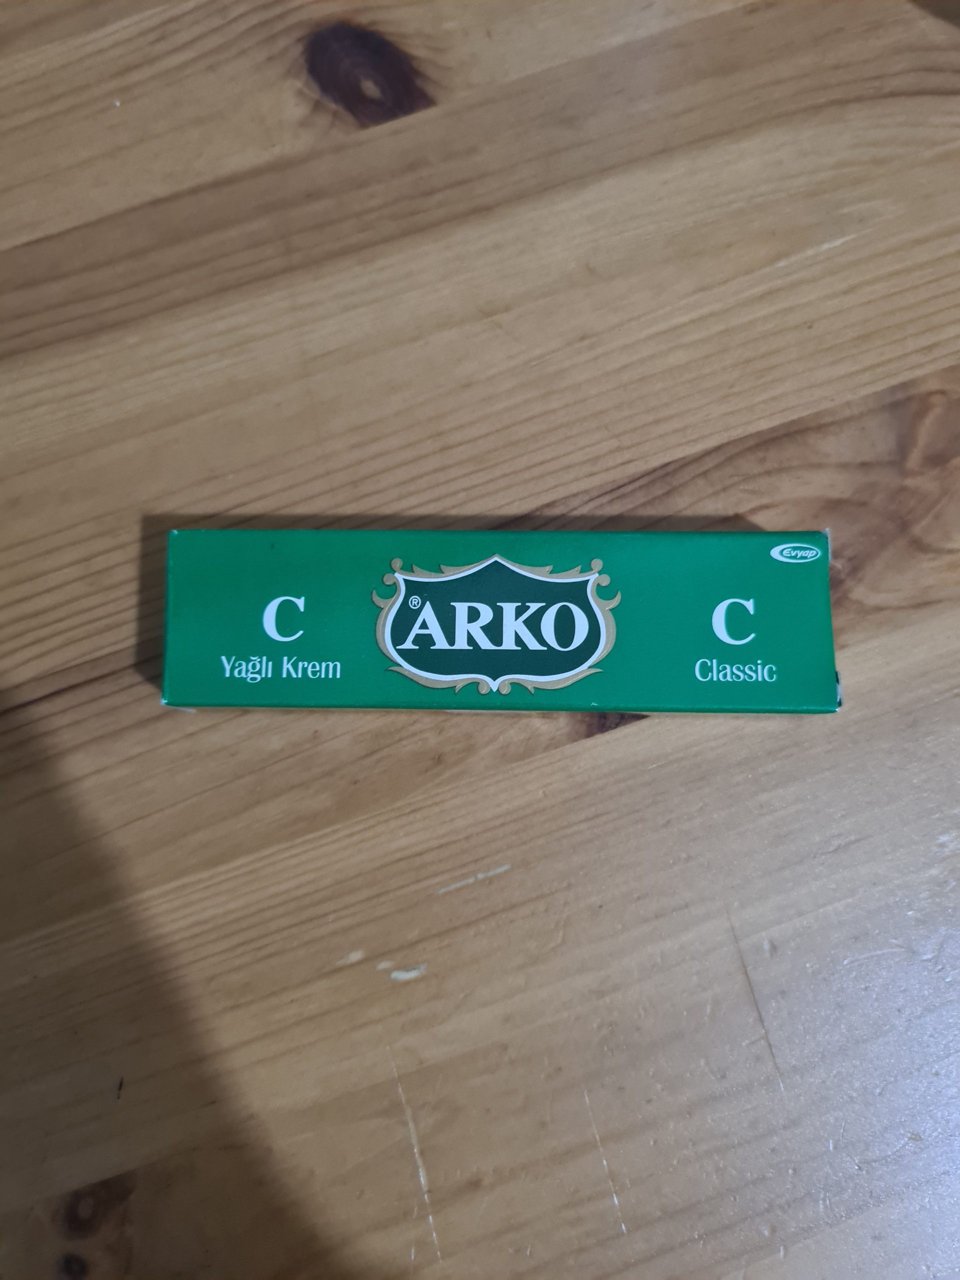 Evyap
C
Yağlı Krem
® ARKO
C
Classic